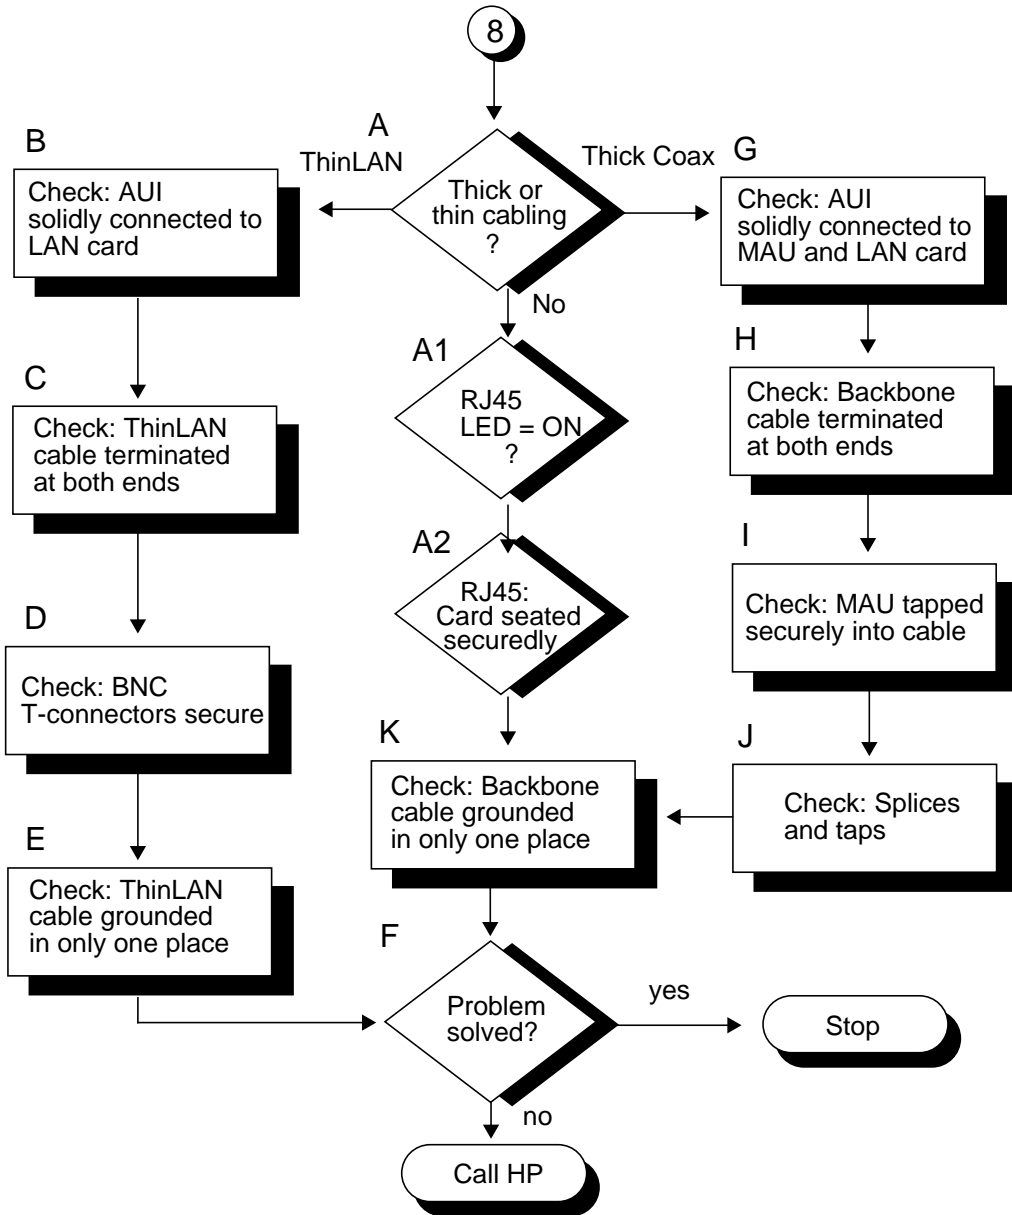 8
A
ThinLAN
Thick Coax
Thick or
thin cabling
?
No
B
Check: AUI
solidly connected to
LAN card
G
Check: AUI
solidly connected to
MAU and LAN card
A1
RJ45
LED = ON
?
C
Check: ThinLAN
cable terminated
at both ends
H
Check: Backbone
cable terminated
at both ends
A2
RJ45:
Card seated
securedly
D
Check: BNC
T-connectors secure
I
Check: MAU tapped
securely into cable
K
Check: Backbone
cable grounded
in only one place
J
Check: Splices
and taps
E
Check: ThinLAN
cable grounded
in only one place
F
Problem
solved?
yes
Stop
no
Call HP